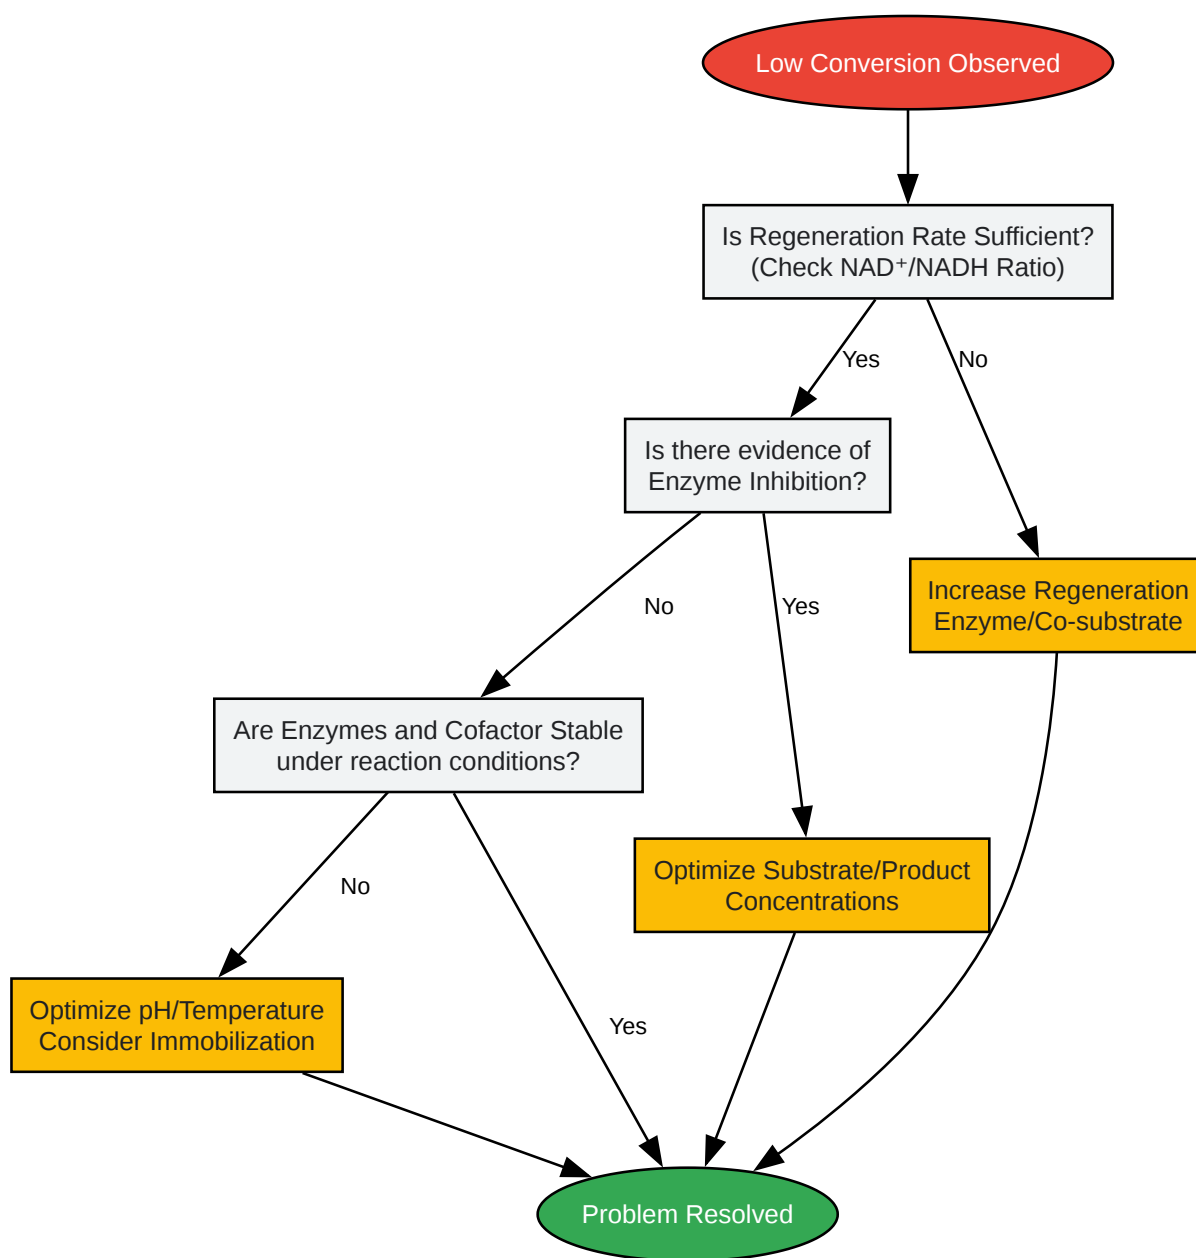 Low Conversion Observed
Is Regeneration Rate Sufficient?
(Check NAD⁺/NADH Ratio)
Yes
No
Is there evidence of
Enzyme Inhibition?
Increase Regeneration
Enzyme/Co-substrate
No
Yes
Are Enzymes and Cofactor Stable
under reaction conditions?
Optimize Substrate/Product
Concentrations
No
Optimize pH/Temperature
Consider Immobilization
Yes
Problem Resolved